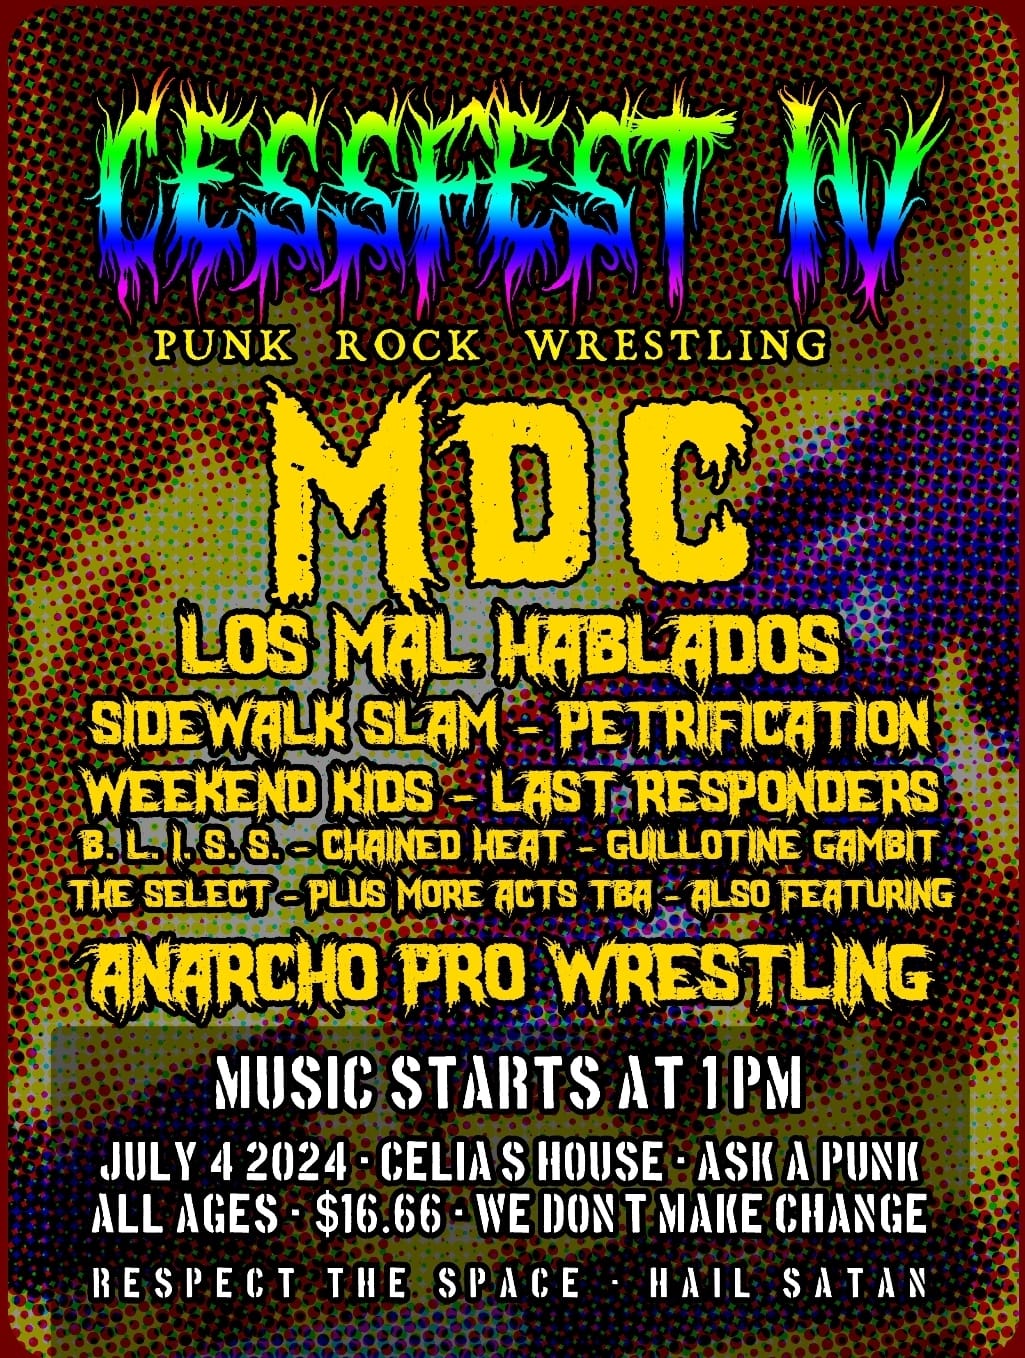 CESSFEST IV
PUNK ROCK WRESTLING
MDC
LOS MAL HABLADOS
SIDEWALK SLAM - PETRIFICATION
WEEKEND KIDS - LAST RESPONDERS
B. L. I. S. S. - CHAINED HEAT - GUILLOTINE GAMBIT
THE SELECT - PLUS MORE ACTS TBA - ALSO FEATURING
ANARCHO PRO WRESTLING
MUSIC STARTS AT 1 PM
JULY 4 2024 · CELIA S HOUSE · ASK A PUNK
ALL AGES · $16.66 · WE DON T MAKE CHANGE
RESPECT THE SPACE · HAIL SATAN